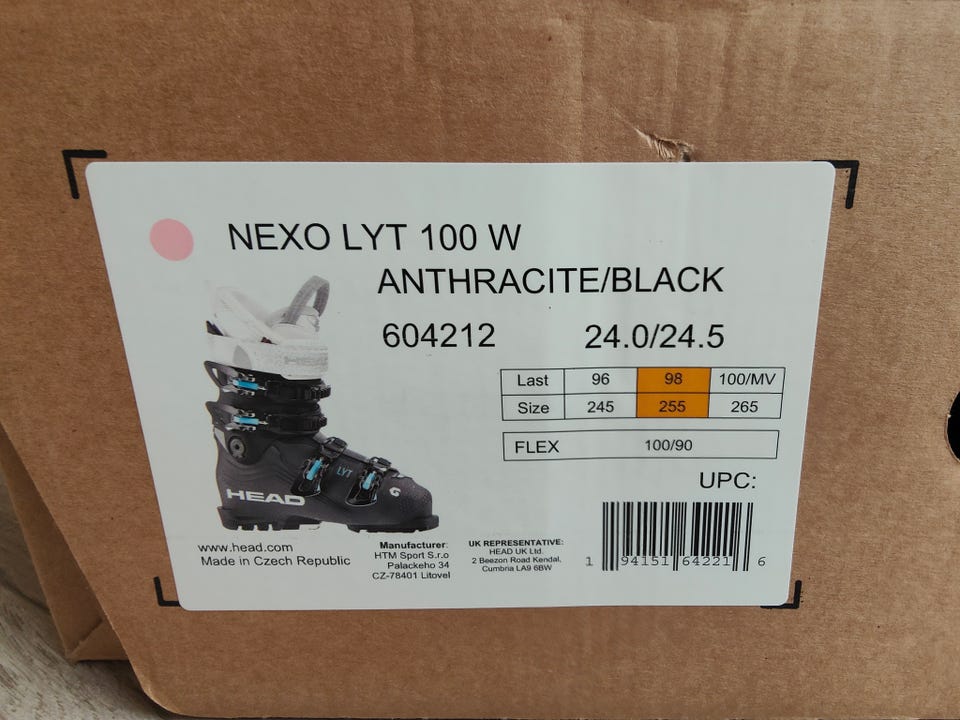 NEXO LYT 100 W
ANTHRACITE/BLACK
604212 24.0/24.5
Last 96 98 100/MV
Size 245 255 265
FLEX 100/90
UPC:
HEAD
LYT
HEAD
www.head.com
Made in Czech Republic
Manufacturer:
HTM Sport S.r.o
Palackeho 34
CZ-78401 Litovel
UK REPRESENTATIVE:
HEAD UK Ltd.
2 Beezon Road Kendal,
Cumbria LA9 6BW
1 94151 64221 6